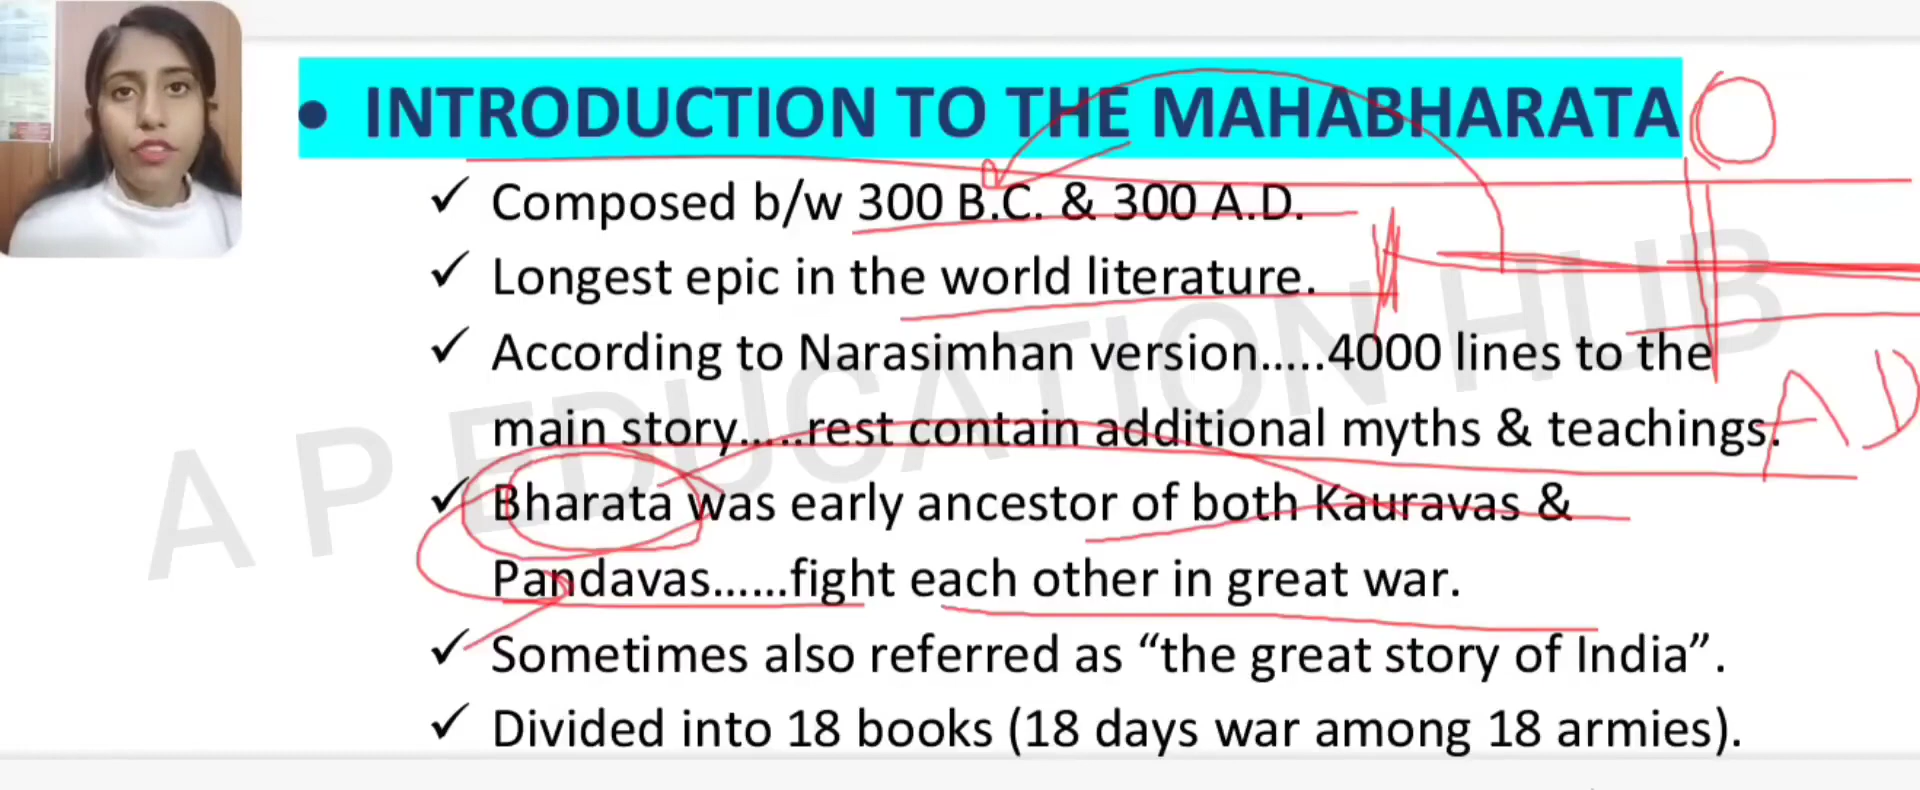 • INTRODUCTION TO THE MAHABHARATA
✓ Composed b/w 300 B.C. & 300 A.D.
✓ Longest epic in the world literature.
✓ According to Narasimhan version.....4000 lines to the
main story.....rest contain additional myths & teachings.
✓ Bharata was early ancestor of both Kauravas &
Pandavas......fight each other in great war.
✓ Sometimes also referred as “the great story of India”.
✓ Divided into 18 books (18 days war among 18 armies).
AD
A P EDUCATION HUB